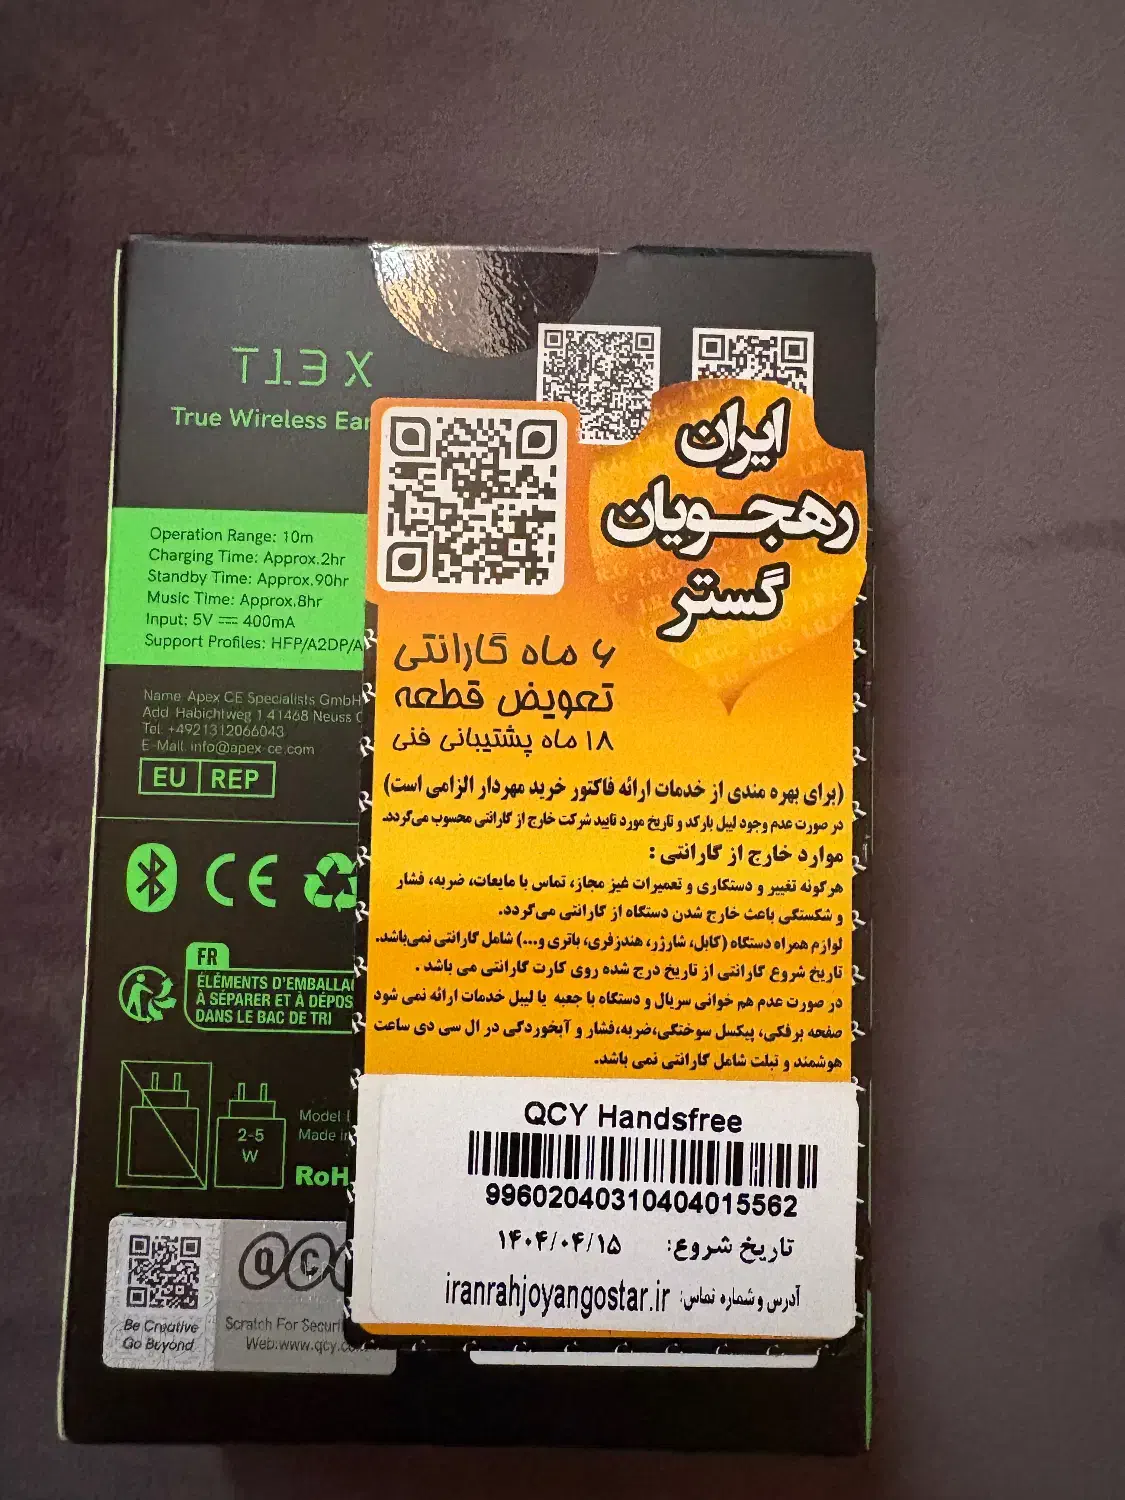 T13 X
True Wireless Ear
Operation Range: 10m
Charging Time: Approx.2hr
Standby Time: Approx.90hr
Music Time: Approx.8hr
Input: 5V ⎓ 400mA
Support Profiles: HFP/A2DP/A
Name: Apex CE Specialists GmbH
Add: Habichtweg 1 41468 Neuss
Tel: +4921312066043
E-Mail: info@apex-ce.com
EU REP
CE
FR
ÉLÉMENTS D'EMBALLA
À SÉPARER ET À DÉPOS
DANS LE BAC DE TRI
2-5
W
Model
Made in
RoH
QCY
Be Creative
Go Beyond
Scratch For Securi
Web:www.qcy.co
ایران
رهجویان
گستر
۶ ماه گارانتی
تعویض قطعه
۱۸ ماه پشتیبانی فنی
(برای بهره مندی از خدمات ارائه فاکتور خرید مهردار الزامی است)
در صورت عدم وجود لیبل بارکد و تاریخ مورد تایید شرکت خارج از گارانتی محسوب می‌گردد.
موارد خارج از گارانتی :
هرگونه تغییر و دستکاری و تعمیرات غیز مجاز، تماس با مایعات، ضربه، فشار
و شکستگی باعث خارج شدن دستگاه از گارانتی می‌گردد.
لوازم همراه دستگاه (کابل، شارژر، هندزفری، باتری و...) شامل گارانتی نمی‌باشد.
تاریخ شروع گارانتی از تاریخ درج شده روی کارت گارانتی می باشد .
در صورت عدم هم خوانی سریال و دستگاه با جعبه یا لیبل خدمات ارائه نمی شود
صفحه برفکی، پیکسل سوختگی،ضربه،فشار و آبخوردگی در ال سی دی ساعت
هوشمند و تبلت شامل گارانتی نمی باشد.
QCY Handsfree
99602040310404015562
تاریخ شروع: ۱۴۰۴/۰۴/۱۵
آدرس و شماره تماس: iranrahjoyangostar.ir